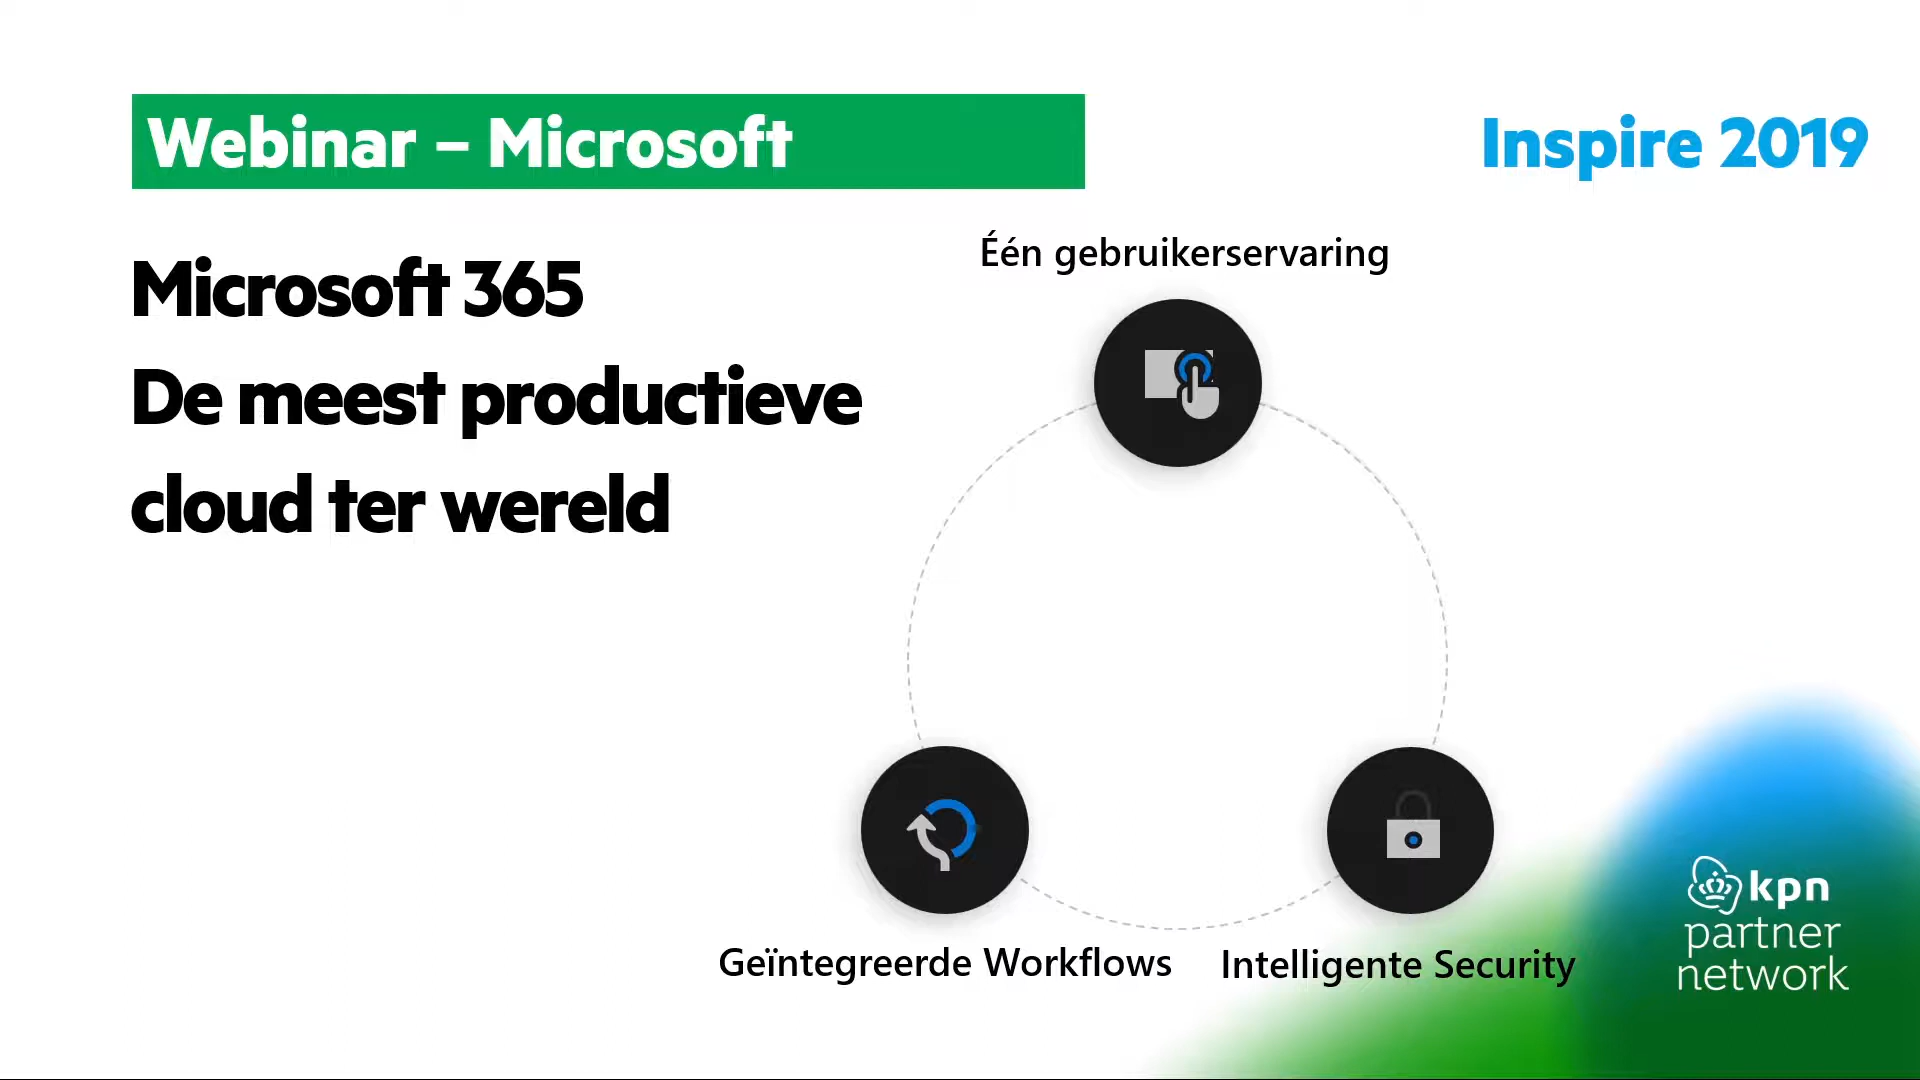 Webinar – Microsoft
Inspire 2019
Microsoft 365
De meest productieve
cloud ter wereld
Één gebruikerservaring
Geïntegreerde Workflows
Intelligente Security
kpn
partner
network